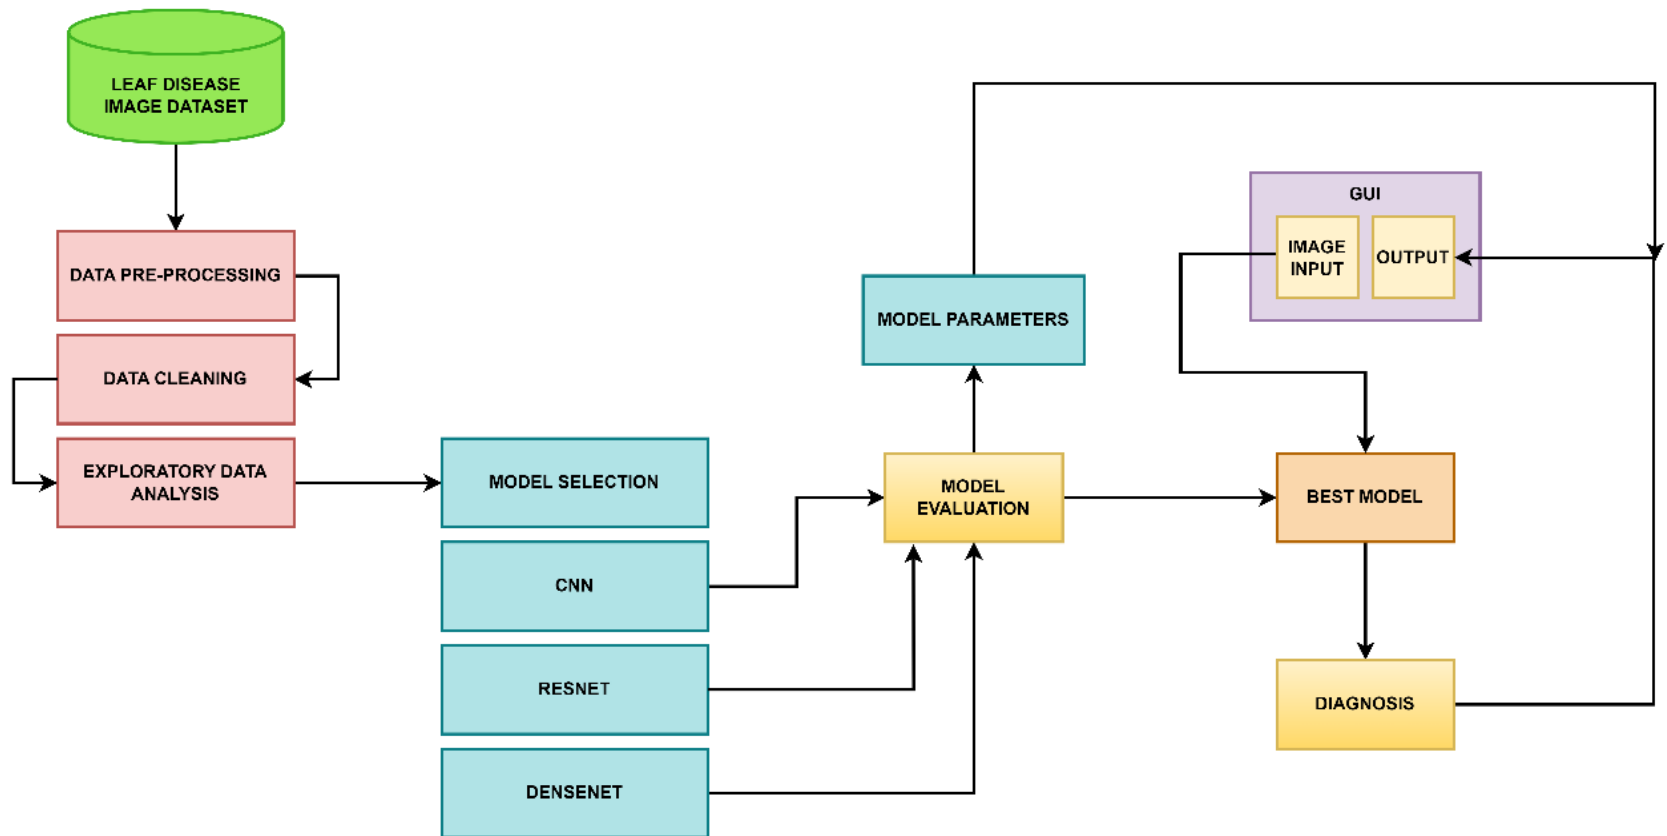 LEAF DISEASE
IMAGE DATASET
DATA PRE-PROCESSING
DATA CLEANING
EXPLORATORY DATA
ANALYSIS
MODEL SELECTION
CNN
RESNET
DENSENET
MODEL PARAMETERS
MODEL
EVALUATION
GUI
IMAGE
INPUT
OUTPUT
BEST MODEL
DIAGNOSIS